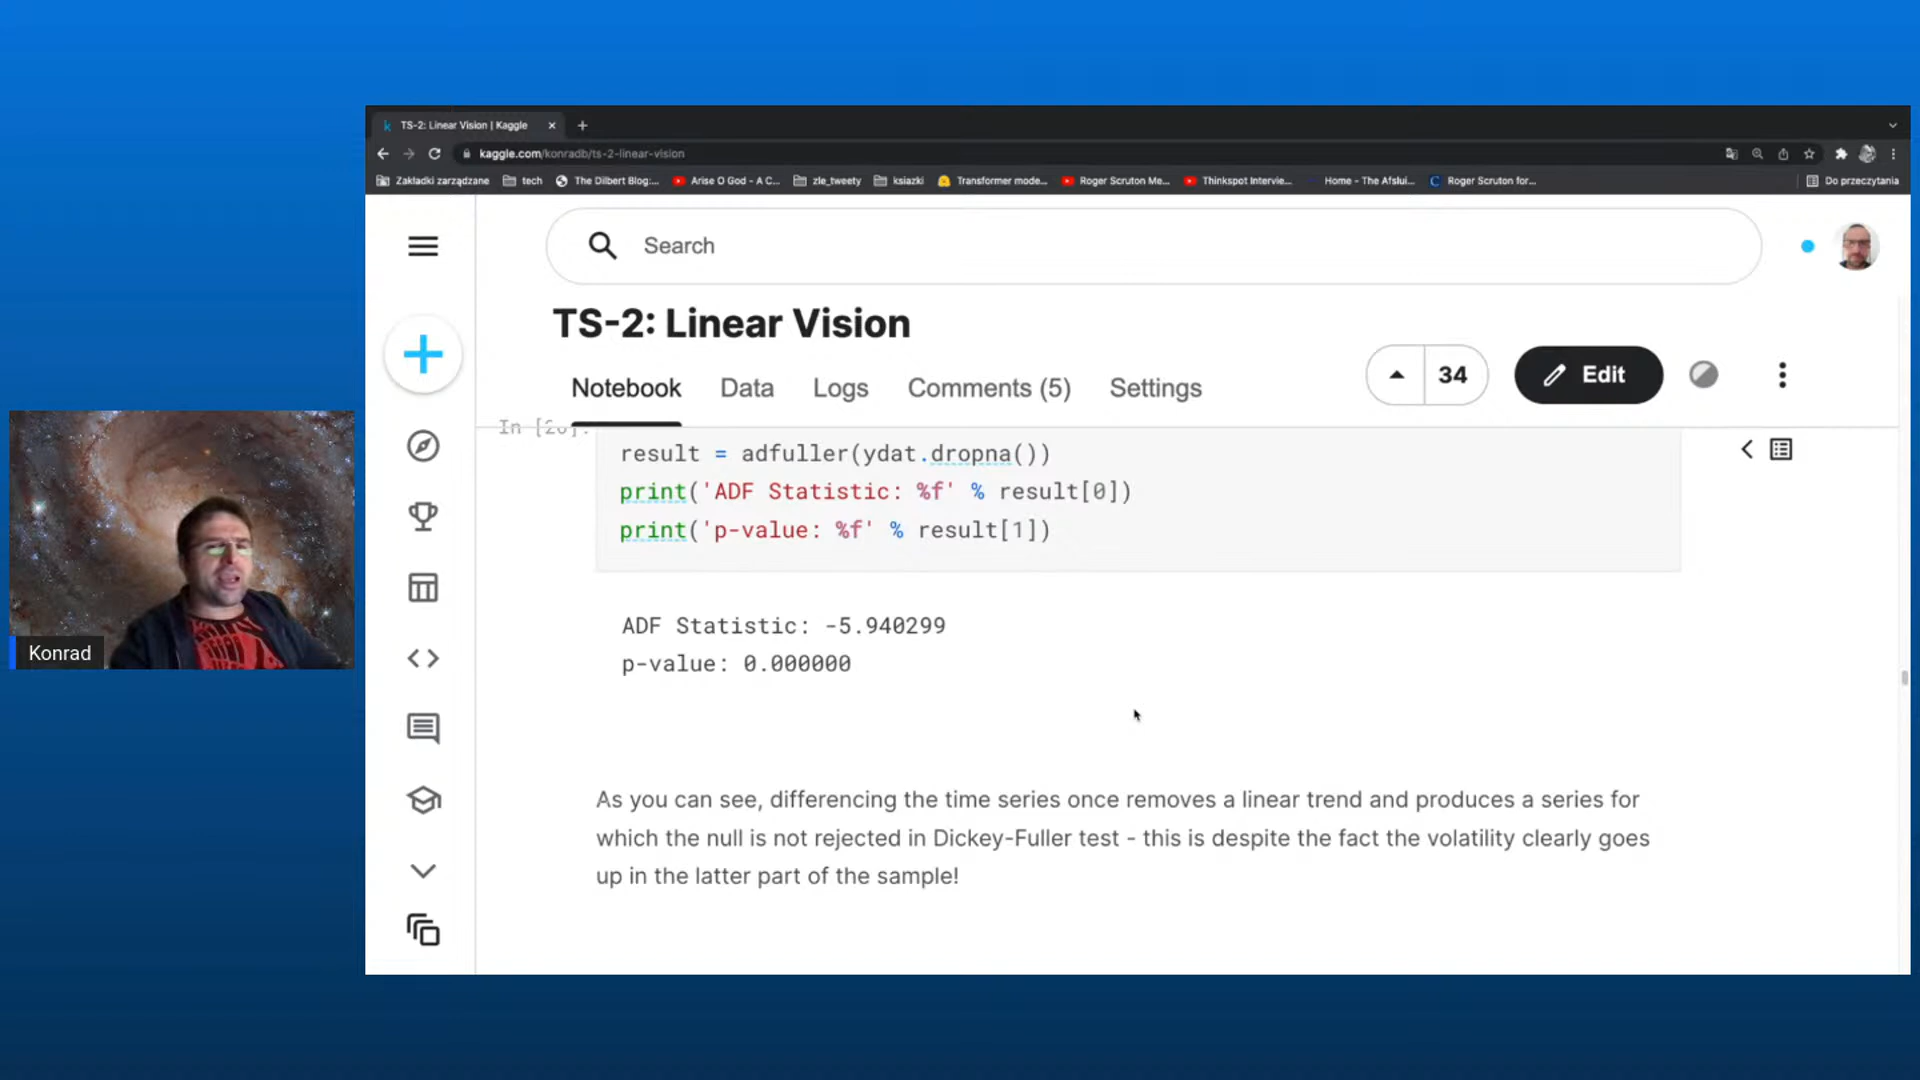 TS-2: Linear Vision | Kaggle
kaggle.com/konradb/ts-2-linear-vision
Zakładki zarządzane tech The Dilbert Blog:... Arise O God - A C... zle_tweety ksiazki Transformer mode... Roger Scruton Me... Thinkspot Intervie... Home - The Afslui... Roger Scruton for... Do przeczytania
Search
TS-2: Linear Vision
Notebook Data Logs Comments (5) Settings
34 Edit
In [20]:
result = adfuller(ydat.dropna())
print('ADF Statistic: %f' % result[0])
print('p-value: %f' % result[1])
ADF Statistic: -5.940299
p-value: 0.000000
As you can see, differencing the time series once removes a linear trend and produces a series for
which the null is not rejected in Dickey-Fuller test - this is despite the fact the volatility clearly goes
up in the latter part of the sample!
Konrad